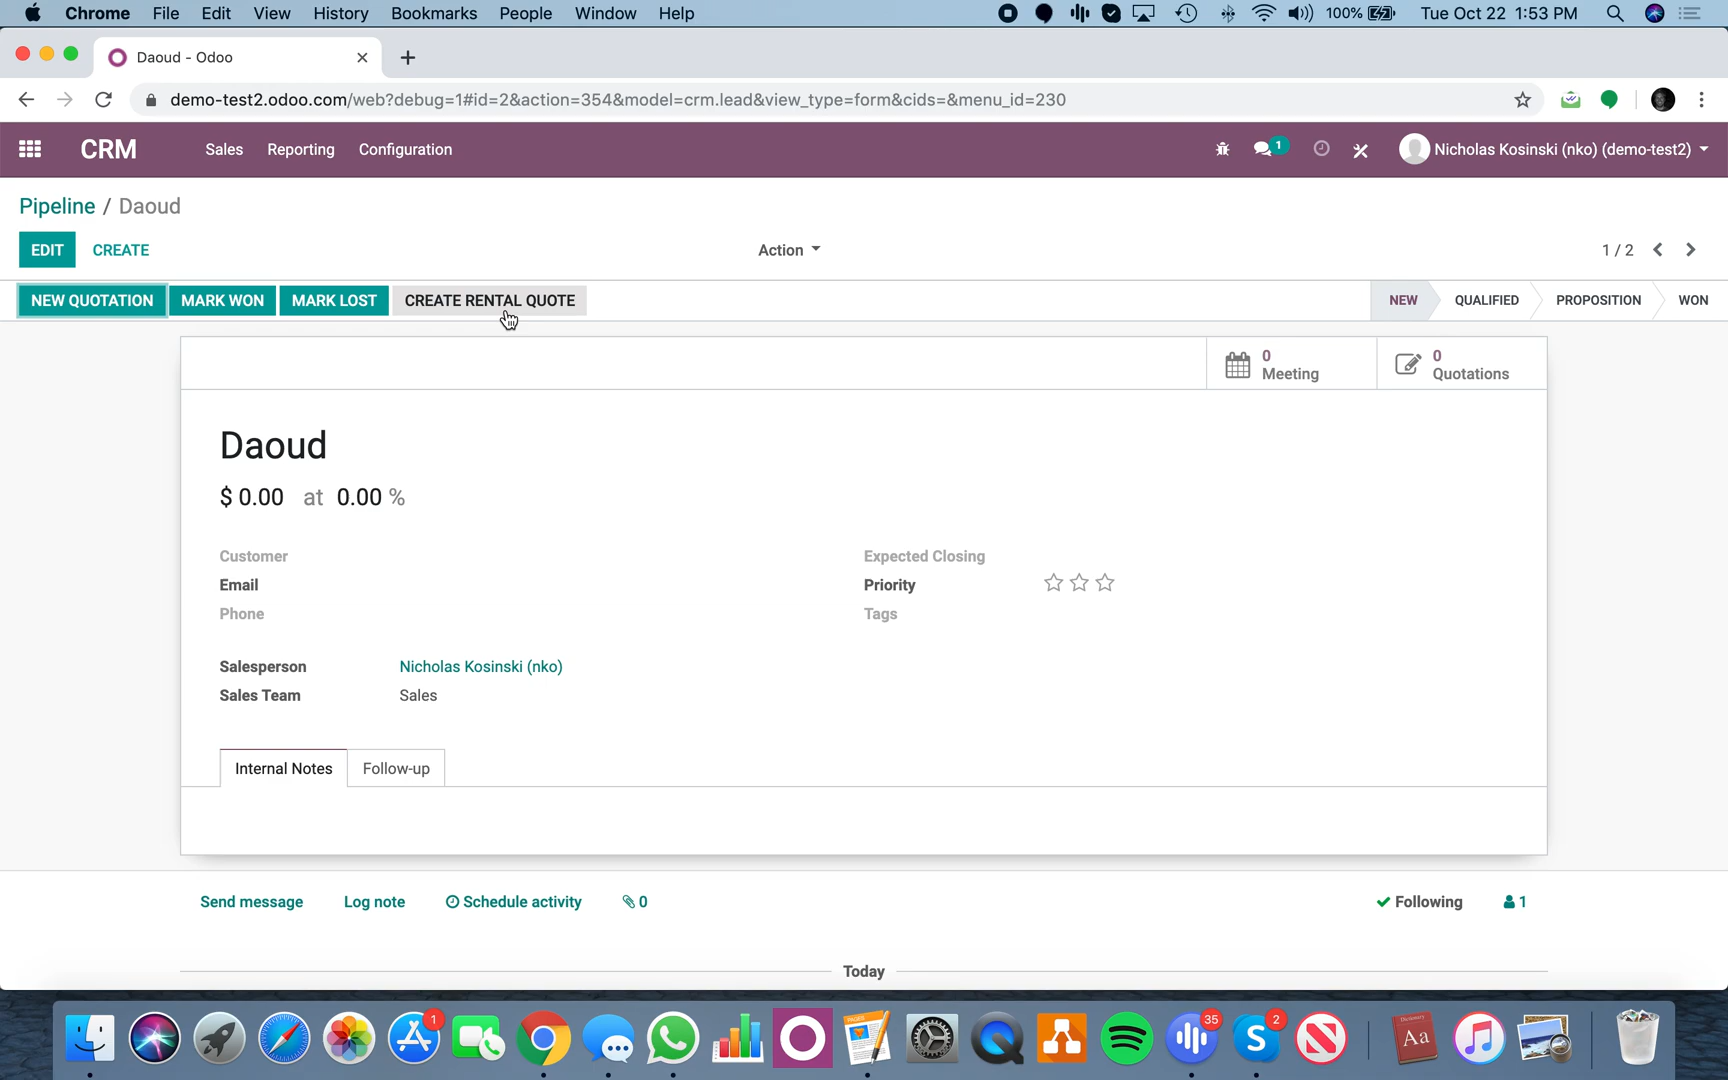 Chrome File Edit View History Bookmarks People Window Help 100% Tue Oct 22 1:53 PM
Daoud - Odoo
demo-test2.odoo.com/web?debug=1#id=2&action=354&model=crm.lead&view_type=form&cids=&menu_id=230
CRM Sales Reporting Configuration 1 Nicholas Kosinski (nko) (demo-test2)
Pipeline / Daoud
EDIT CREATE Action 1 / 2
NEW QUOTATION MARK WON MARK LOST CREATE RENTAL QUOTE NEW QUALIFIED PROPOSITION WON
0 Meeting
0 Quotations
Daoud
$ 0.00 at 0.00 %
Customer Expected Closing
Email Priority
Phone Tags
Salesperson Nicholas Kosinski (nko)
Sales Team Sales
Internal Notes Follow-up
Send message Log note Schedule activity 0 Following 1
Today
1 PAGES 35 2 Dictionary
Aa